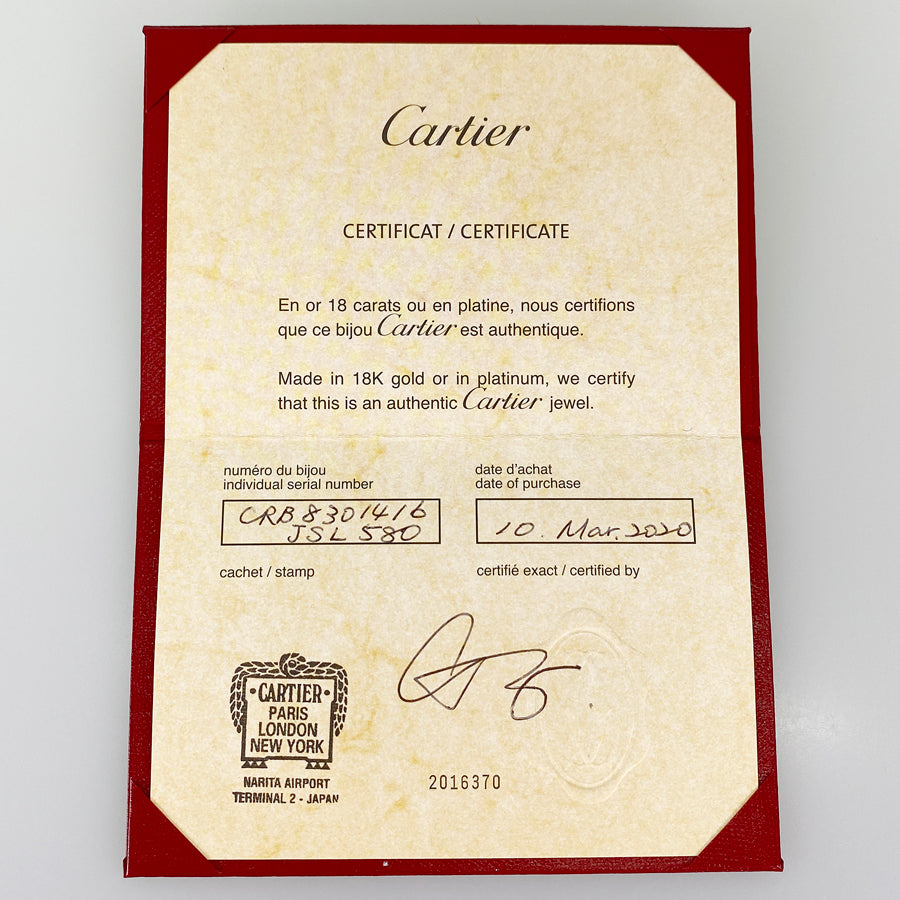 Cartier
CERTIFICAT / CERTIFICATE
En or 18 carats ou en platine, nous certifions
que ce bijou Cartier est authentique.
Made in 18K gold or in platinum, we certify
that this is an authentic Cartier jewel.
numéro du bijou
individual serial number
CRB8301416
JSL 580
date d'achat
date of purchase
10. Mar. 2020
cachet / stamp
certifié exact / certified by
CARTIER
PARIS
LONDON
NEW YORK
NARITA AIRPORT
TERMINAL 2 - JAPAN
2016370